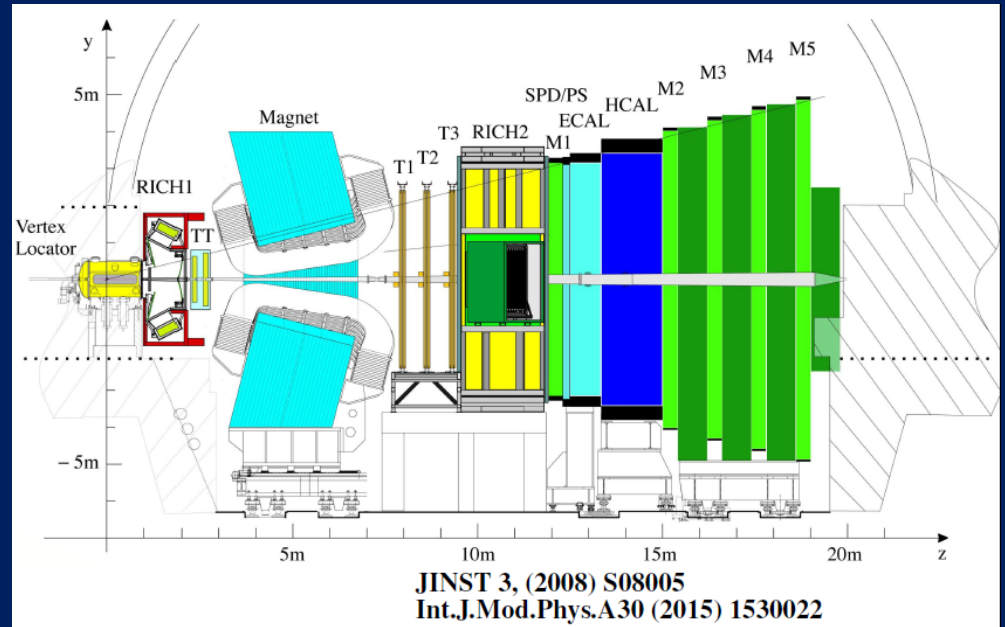 y
5m
Magnet
RICH1
Vertex
Locator
TT
T1
T2
T3
RICH2
SPD/PS
M1
ECAL
HCAL
M2
M3
M4
M5
– 5m
5m
10m
15m
20m
z
JINST 3, (2008) S08005
Int.J.Mod.Phys.A30 (2015) 1530022